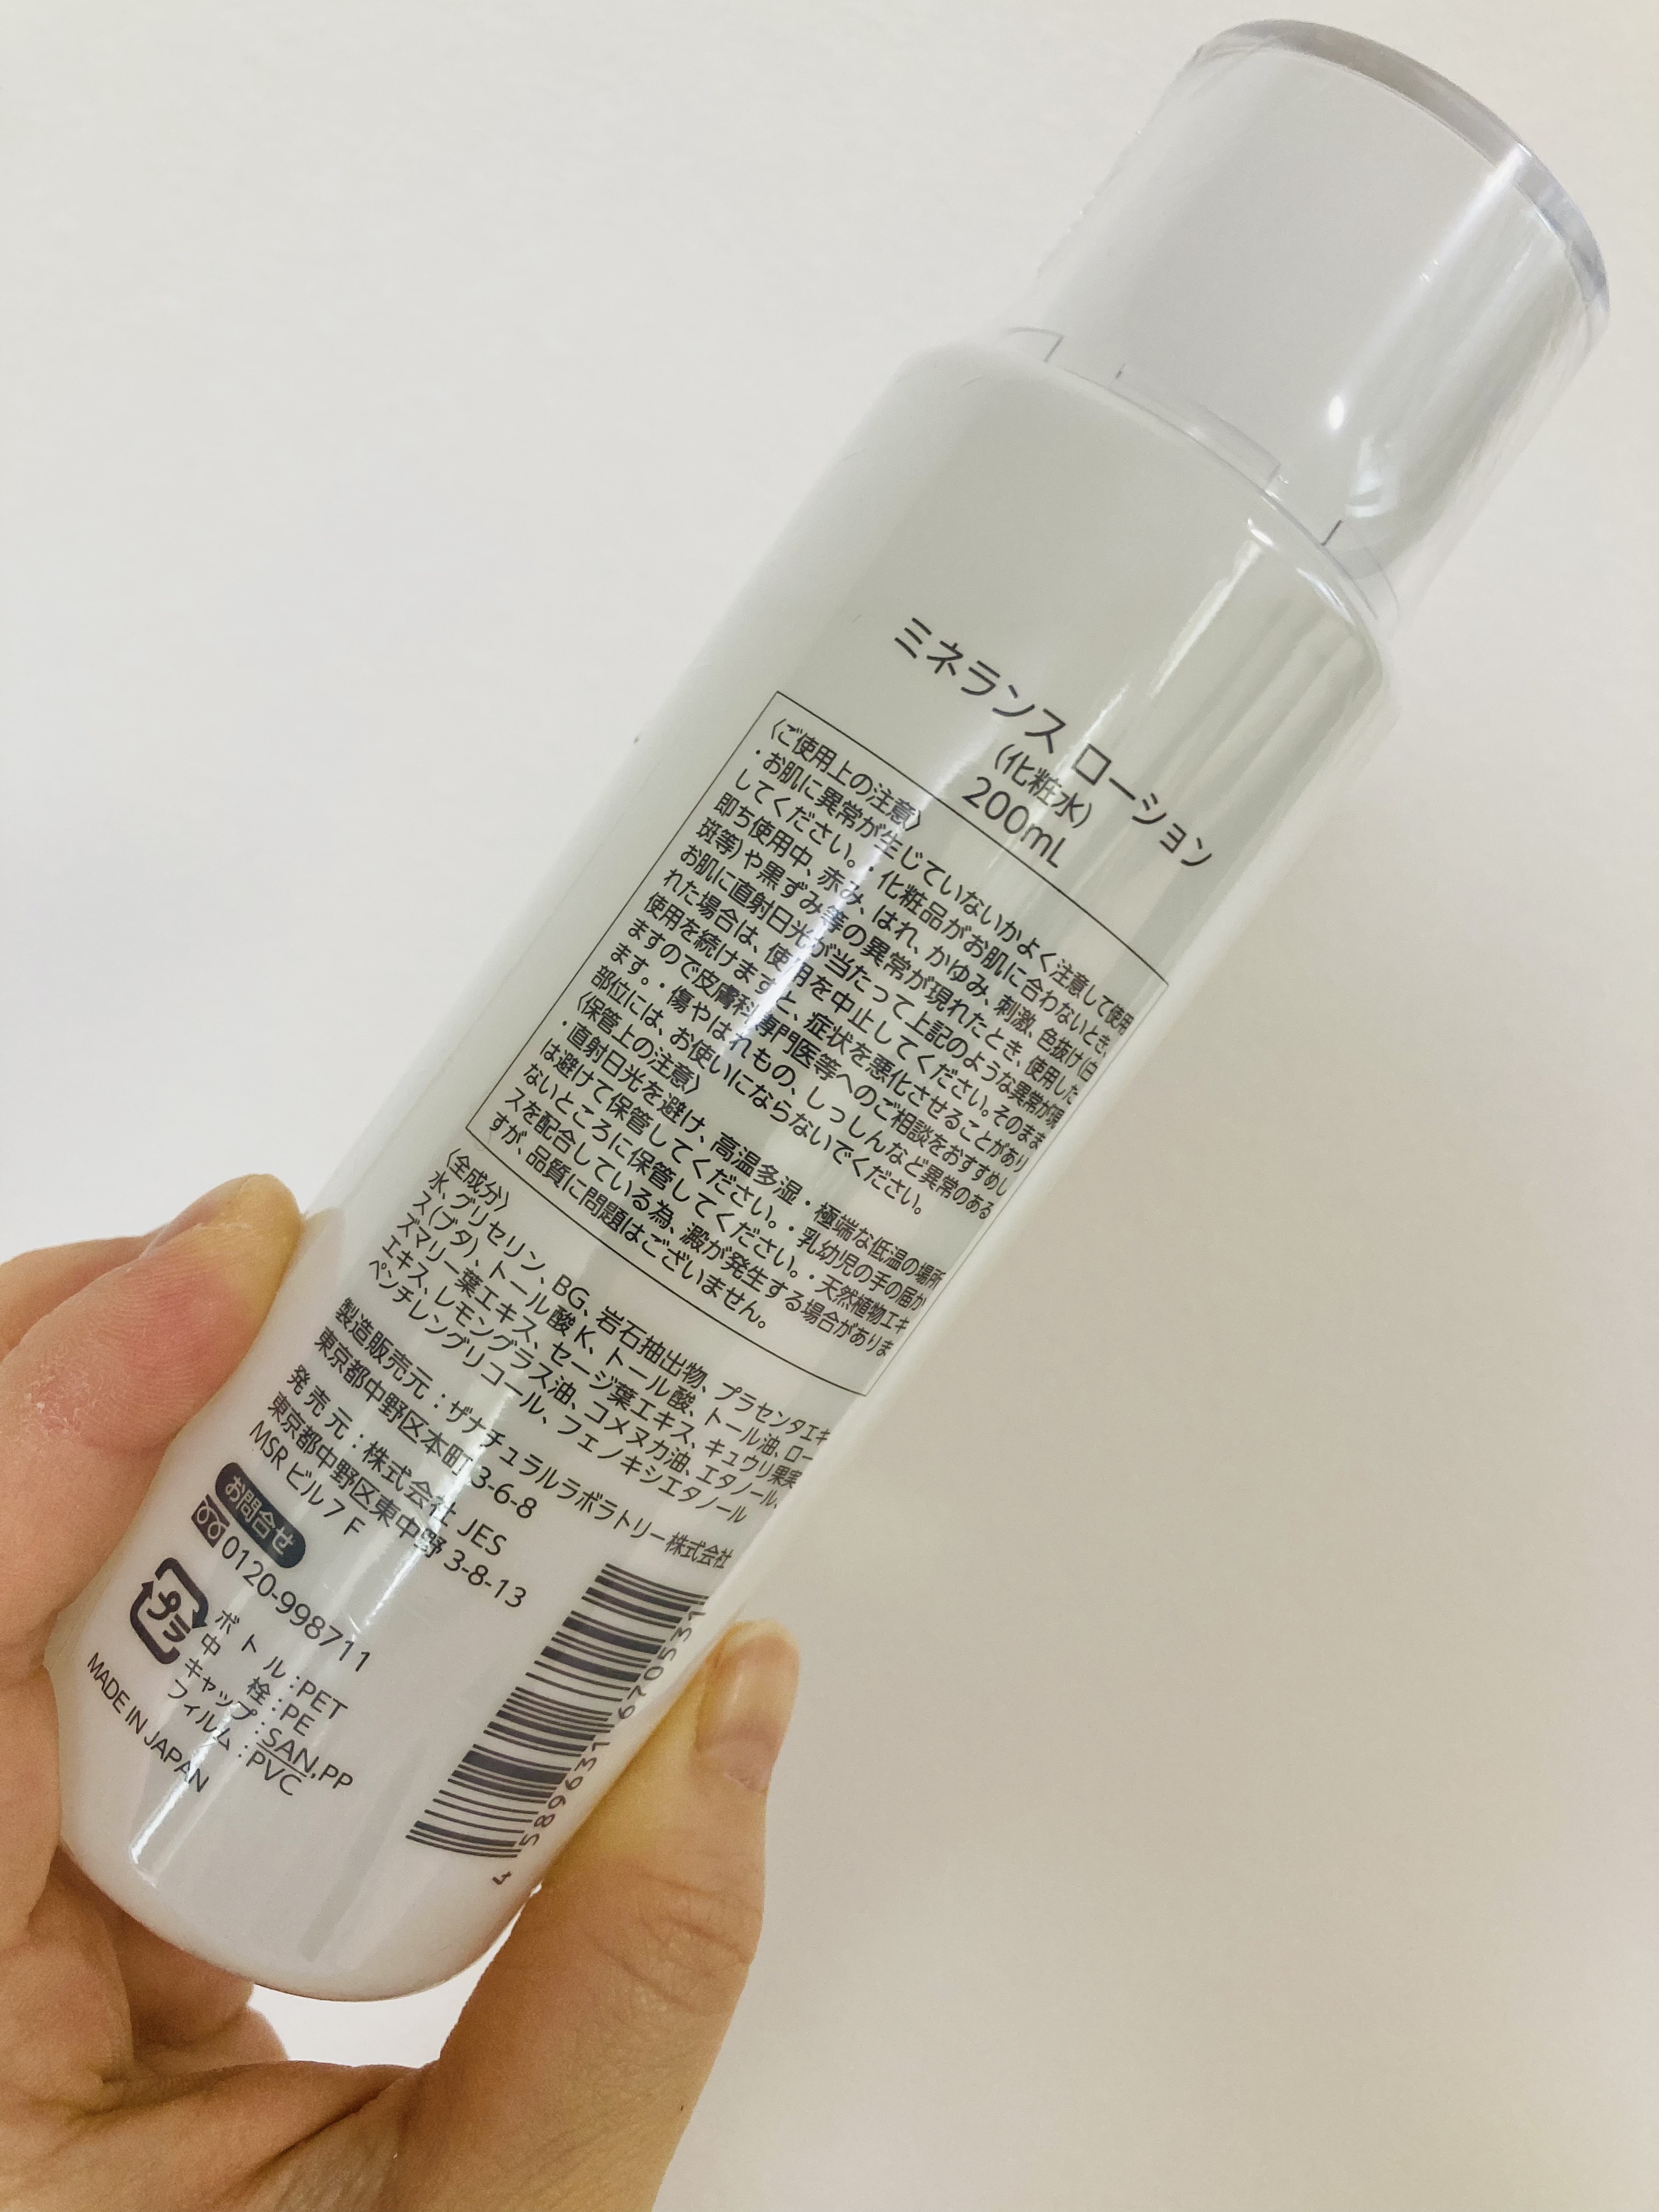 ミネランス ローション
(化粧水)
200mL
〈ご使用上の注意〉
・お肌に異常が生じていないかよく注意して使用
してください。・化粧品がお肌に合わないとき、
即ち使用中、赤み、はれ、かゆみ、刺激、色抜け(白
斑等)や黒ずみ等の異常が現れたとき、使用した
お肌に直射日光が当たって上記のような異常が現
れた場合は、使用を中止してください。そのまま
使用を続けますと、症状を悪化させることがあり
ますので皮膚科専門医等へのご相談をおすすめし
ます。・傷やはれもの、しっしんなど異常のある
部位には、お使いにならないでください。
〈保管上の注意〉
・直射日光を避け、高温多湿・極端な低温の場所
は避けて保管してください。・乳幼児の手の届か
ないところに保管してください。・天然植物エキ
スを配合している為、澱が発生する場合がありま
すが、品質に問題はございません。
〈全成分〉
水、グリセリン、BG、岩石抽出物、プラセンタエキ
ス(ブタ)、トール酸K、トール酸、トール油、ロー
ズマリー葉エキス、セージ葉エキス、キュウリ果実
エキス、レモングラス油、コメヌカ油、エタノール、
ペンチレングリコール、フェノキシエタノール
製造販売元：ザナチュラルラボラトリー株式会社
東京都中野区本町 3-6-8
発 売 元：株式会社 JES
東京都中野区東中野 3-8-13
MSR ビル 7 F
お問合せ
0120-998711
プラ
ボ ト ル：PET
中 栓：PE
キャップ：SAN,PP
フィルム：PVC
MADE IN JAPAN